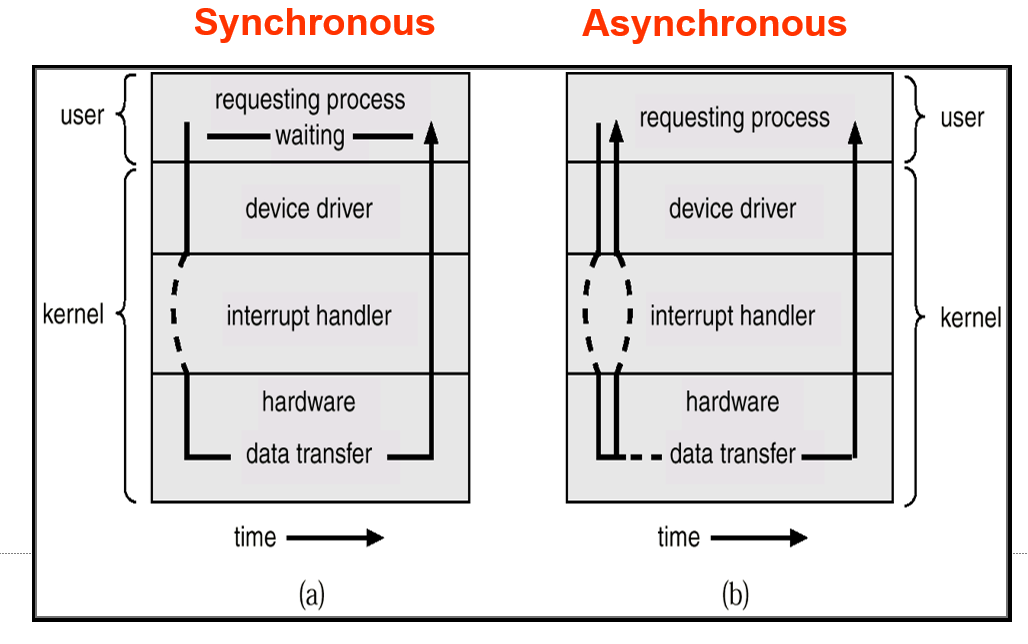 Synchronous
Asynchronous
user
requesting process
waiting
device driver
kernel
interrupt handler
hardware
data transfer
time
(a)
requesting process
user
device driver
interrupt handler
kernel
hardware
data transfer
time
(b)